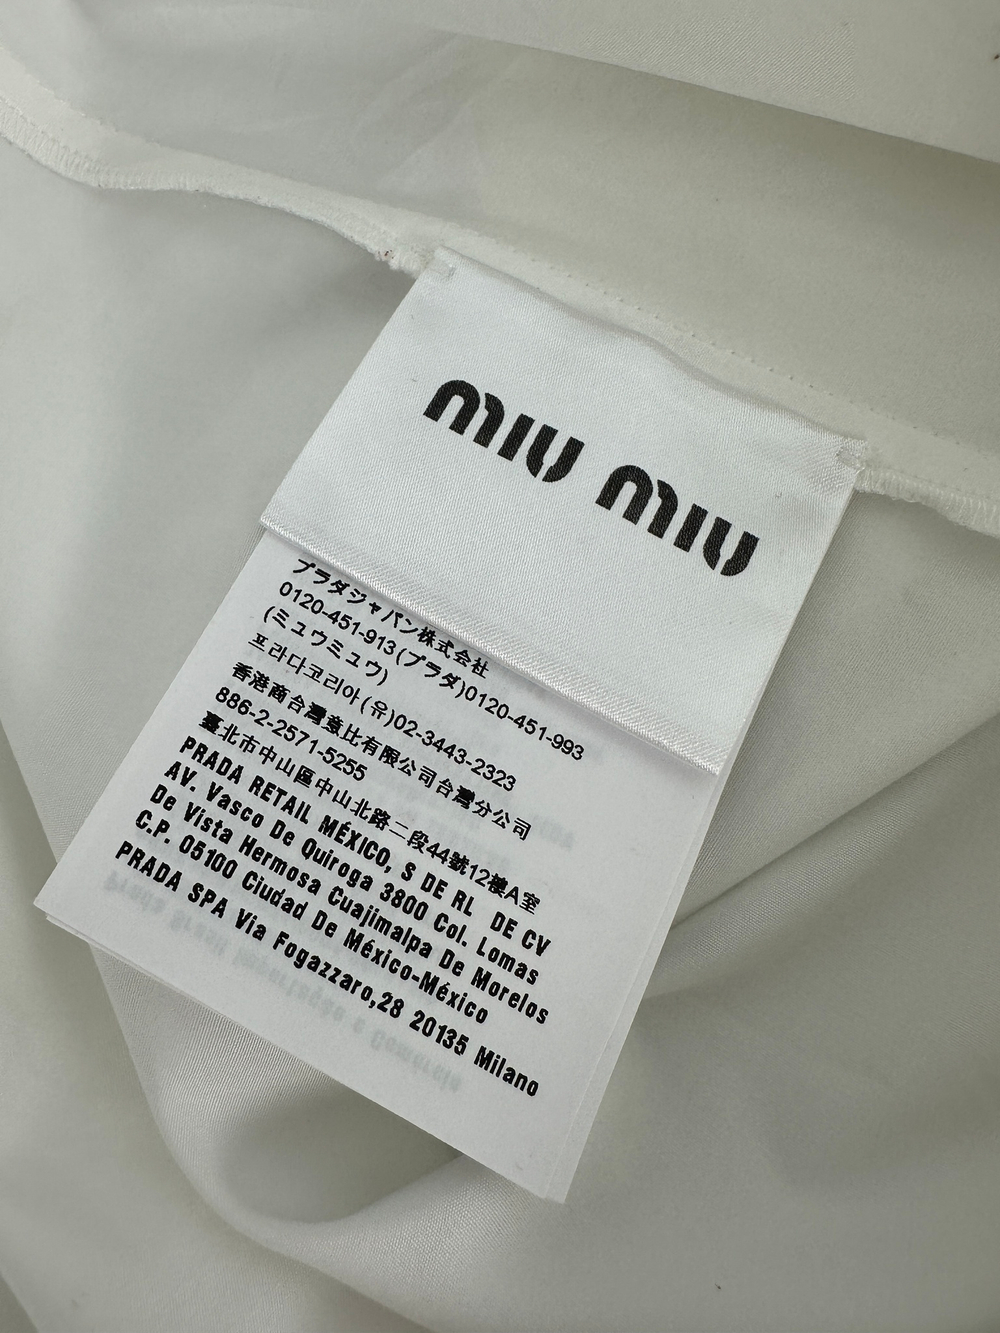 miu miu
プラダジャパン株式会社
0120-451-913(プラダ)0120-451-993
(ミュウミュウ)
프라다코리아(유)02-3443-2323
香港商台灣意比有限公司台灣分公司
886-2-2571-5255
臺北市中山區中山北路二段44號12樓A室
PRADA RETAIL MÉXICO, S DE RL DE CV
AV. Vasco De Quiroga 3800 Col. Lomas
De Vista Hermosa Cuajimalpa De Morelos
C.P. 05100 Ciudad De México-México
PRADA SPA Via Fogazzaro,28 20135 Milano